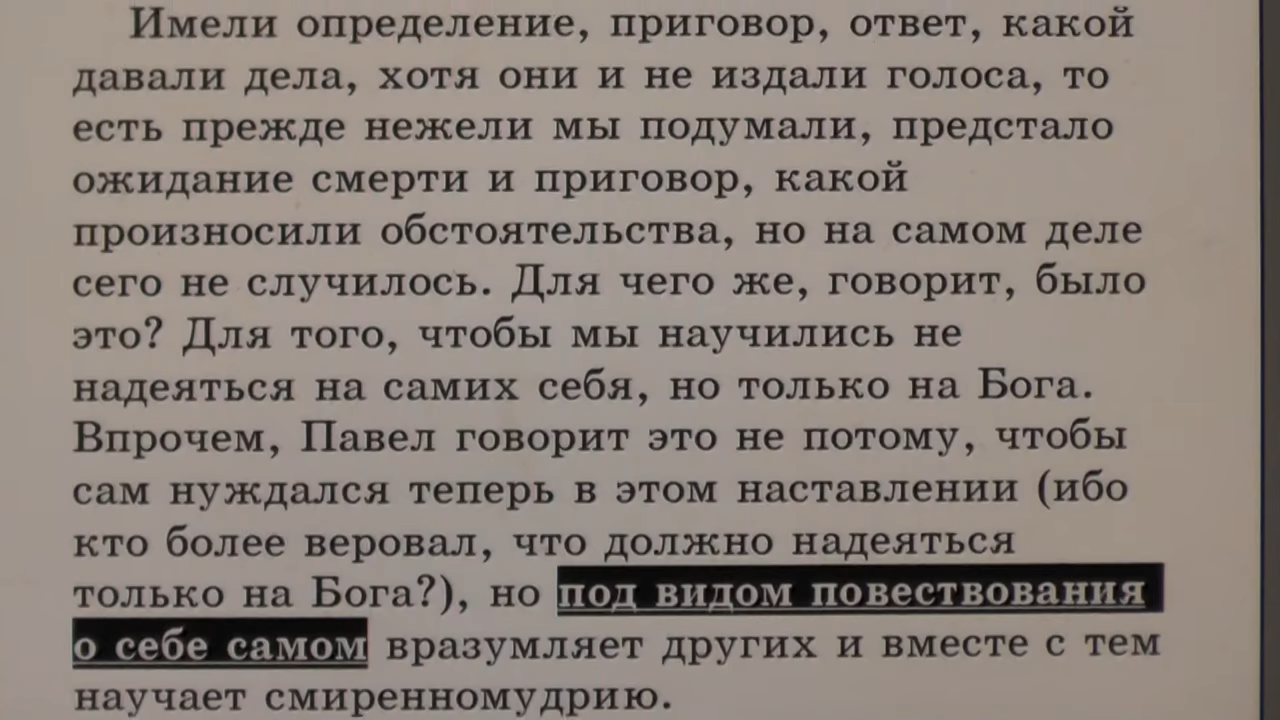 Имели определение, приговор, ответ, какой
давали дела, хотя они и не издали голоса, то
есть прежде нежели мы подумали, предстало
ожидание смерти и приговор, какой
произносили обстоятельства, но на самом деле
сего не случилось. Для чего же, говорит, было
это? Для того, чтобы мы научились не
надеяться на самих себя, но только на Бога.
Впрочем, Павел говорит это не потому, чтобы
сам нуждался теперь в этом наставлении (ибо
кто более веровал, что должно надеяться
только на Бога?), но под видом повествования
о себе самом вразумляет других и вместе с тем
научает смиренномудрию.